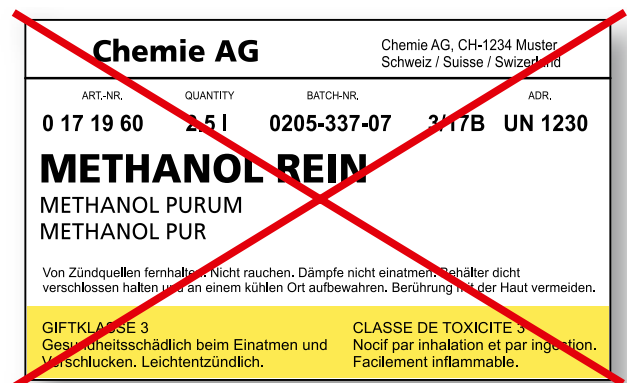 Chemie AG
Chemie AG, CH-1234 Muster
Schweiz / Suisse / Swizerland
ART,-NR. QUANTITY BATCH-NR. ADR.
0 17 19 60 2,5 l 0205-337-07 3/17B UN 1230
METHANOL REIN
METHANOL PURUM
METHANOL PUR
Von Zündquellen fernhalten. Nicht rauchen. Dämpfe nicht einatmen. Behälter dicht
verschlossen halten und an einem kühlen Ort aufbewahren. Berührung mit der Haut vermeiden.
GIFTKLASSE 3
Gesundheitsschädlich beim Einatmen und
Verschlucken. Leichtentzündlich.
CLASSE DE TOXICITE 3
Nocif par inhalation et par ingestion.
Facilement inflammable.